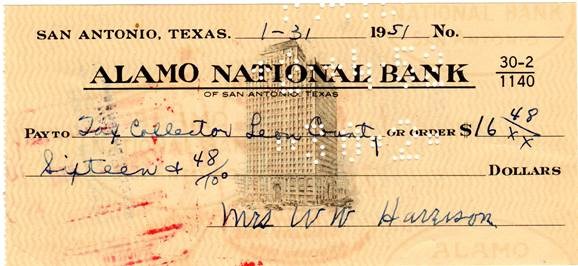 SAN ANTONIO, TEXAS. 1-31 1951 No.
30-2
1140
ALAMO NATIONAL BANK
OF SAN ANTONIO, TEXAS
PAY TO Tax Collector Leon County OR ORDER $16 48/xx
Sixteen & 48/100 DOLLARS
Mrs W W Harrison